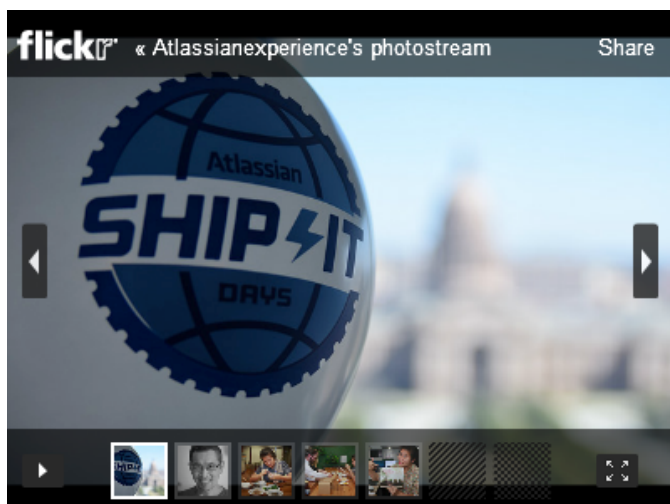 flickr « Atlassianexperience's photostream Share
Atlassian
SHIP IT
DAYS